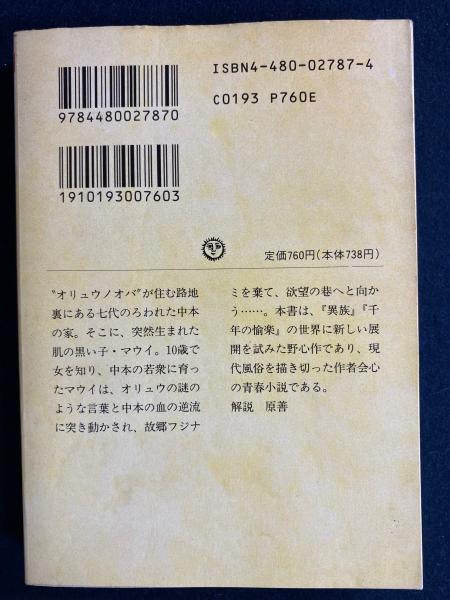 ISBN4-480-02787-4
C0193 P760E
9784480027870
1910193007603
定価760円(本体738円)
〝オリュウノオバ〟が住む路地
裏にある七代のろわれた中本
の家。そこに、突然生まれた
肌の黒い子・マウイ。10歳で
女を知り、中本の若衆に育っ
たマウイは、オリュウの謎の
ような言葉と中本の血の逆流
に突き動かされ、故郷フジナ
ミを棄て、欲望の巷へと向か
う……。本書は、『異族』『千
年の愉楽』の世界に新しい展
開を試みた野心作であり、現
代風俗を描き切った作者会心
の青春小説である。
解説 原善